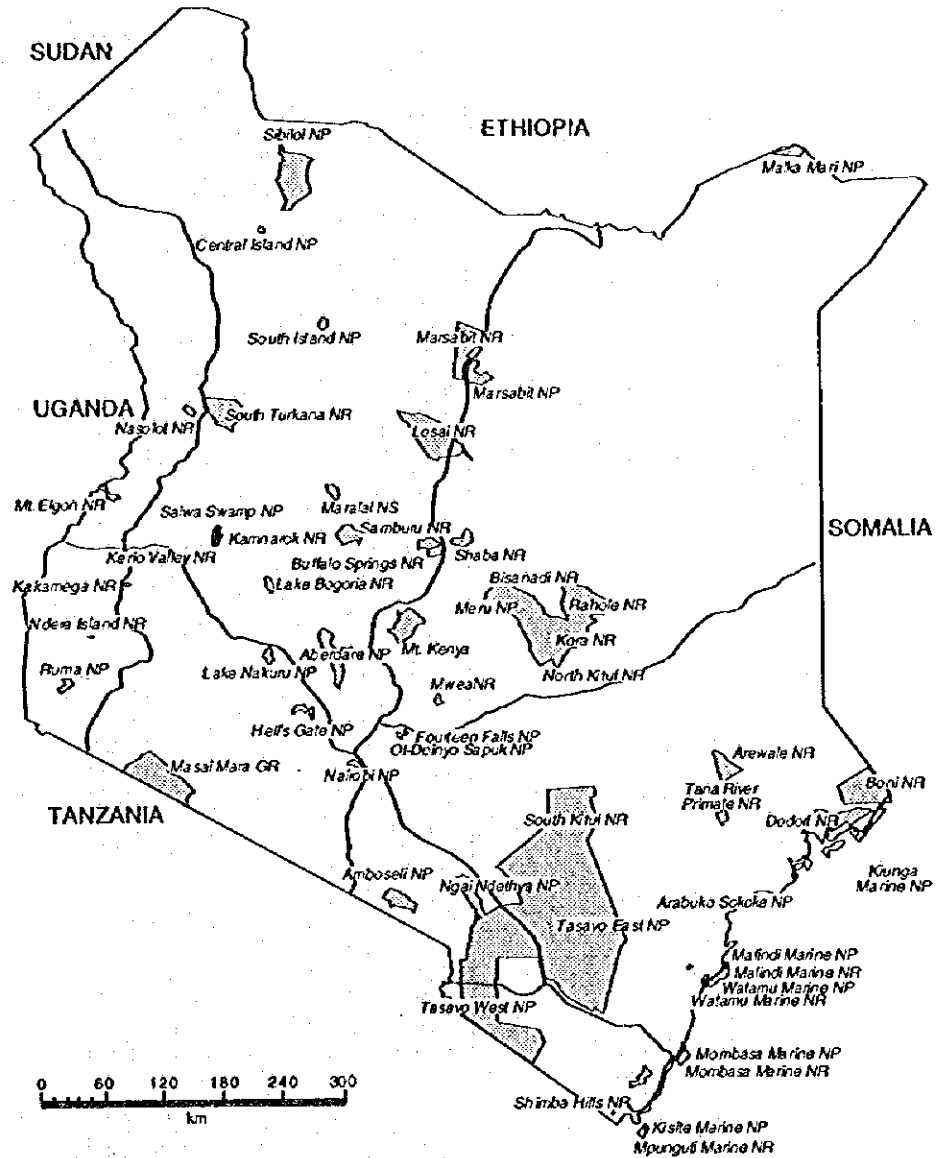 SUDAN
ETHIOPIA
Sibiloi NP
Malka Mari NP
Central Island NP
South Island NP
Marsabit NR
Marsabit NP
UGANDA
Nasolot NR
South Turkana NR
Losai NR
Mt. Elgon NR
Saiwa Swamp NP
Maralal NS
SOMALIA
Kamnarok NR
Samburu NR
Kerio Valley NR
Buffalo Springs NR
Shaba NR
Kakamega NR
Lake Bogoria NR
Bisanadi NR
Meru NP
Rahole NR
Ndere Island NR
Kora NR
Ruma NP
Lake Nakuru NP
Aberdare NP
Mt. Kenya
North Kitui NR
MweaNR
Hell's Gate NP
Fourteen Falls NP
Ol-Doinyo Sapuk NP
Masai Mara GR
Nairobi NP
Arewale NR
Boni NR
TANZANIA
Tana River
Primate NR
South Kitui NR
Dodori NR
Amboseli NP
Ngai Ndethya NP
Kiunga
Marine NP
Arabuko Sokoke NP
Tasavo East NP
Malindi Marine NP
Malindi Marine NR
Watamu Marine NP
Watamu Marine NR
Tasavo West NP
Mombasa Marine NP
Mombasa Marine NR
0 60 120 180 240 300
km
Shimba Hills NR
Kisite Marine NP
Mpunguti Marine NR